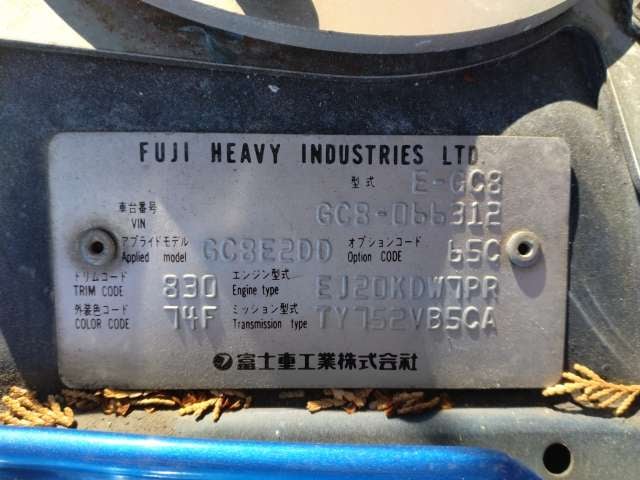 FUJI HEAVY INDUSTRIES LTD.
型式 E-GC8
車台番号 VIN GC8-066312
アプライドモデル Applied model GC8E2DD オプションコード Option CODE 65C
トリムコード TRIM CODE 830 エンジン型式 Engine type EJ20KDW7PR
外装色コード COLOR CODE 74F ミッション型式 Transmission type TY752VB5CA
富士重工業株式会社